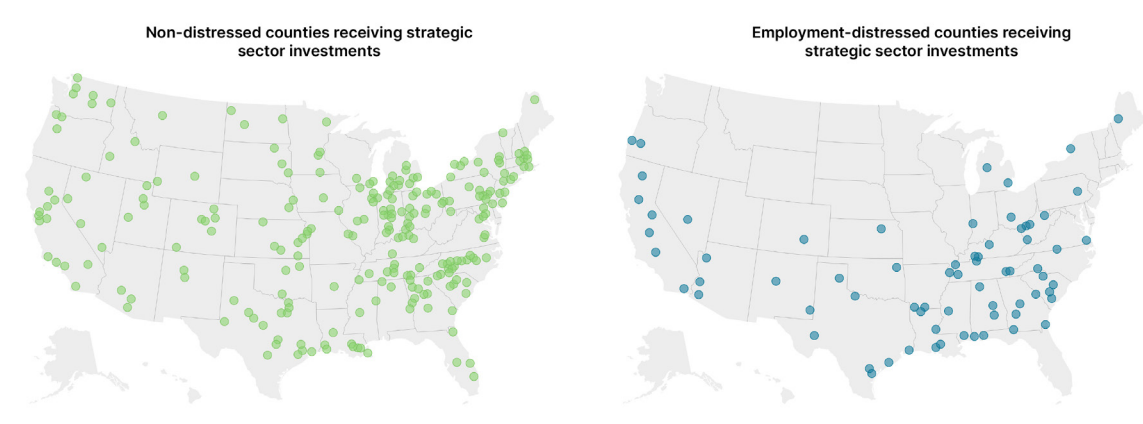 Non-distressed counties receiving strategic
sector investments
Employment-distressed counties receiving
strategic sector investments